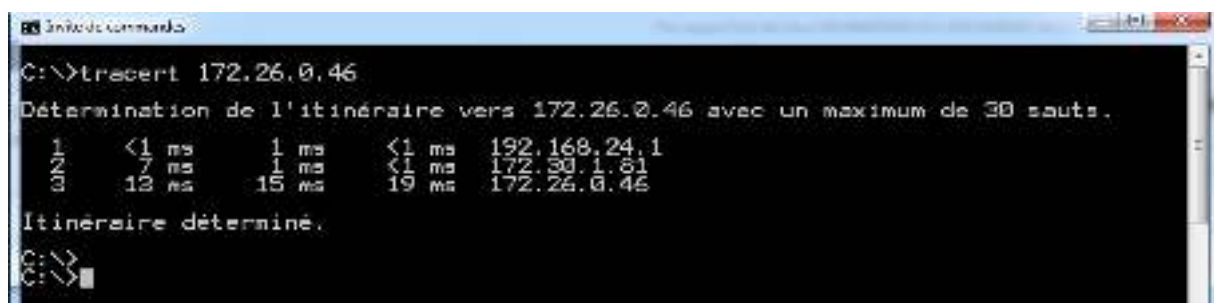 Invite de commandes
C:\>tracert 172.26.0.46
Détermination de l'itinéraire vers 172.26.0.46 avec un maximum de 30 sauts.
1 <1 ms 1 ms <1 ms 192.168.24.1
2 7 ms 1 ms <1 ms 172.30.1.81
3 13 ms 15 ms 19 ms 172.26.0.46
Itinéraire déterminé.
C:\>
C:\>